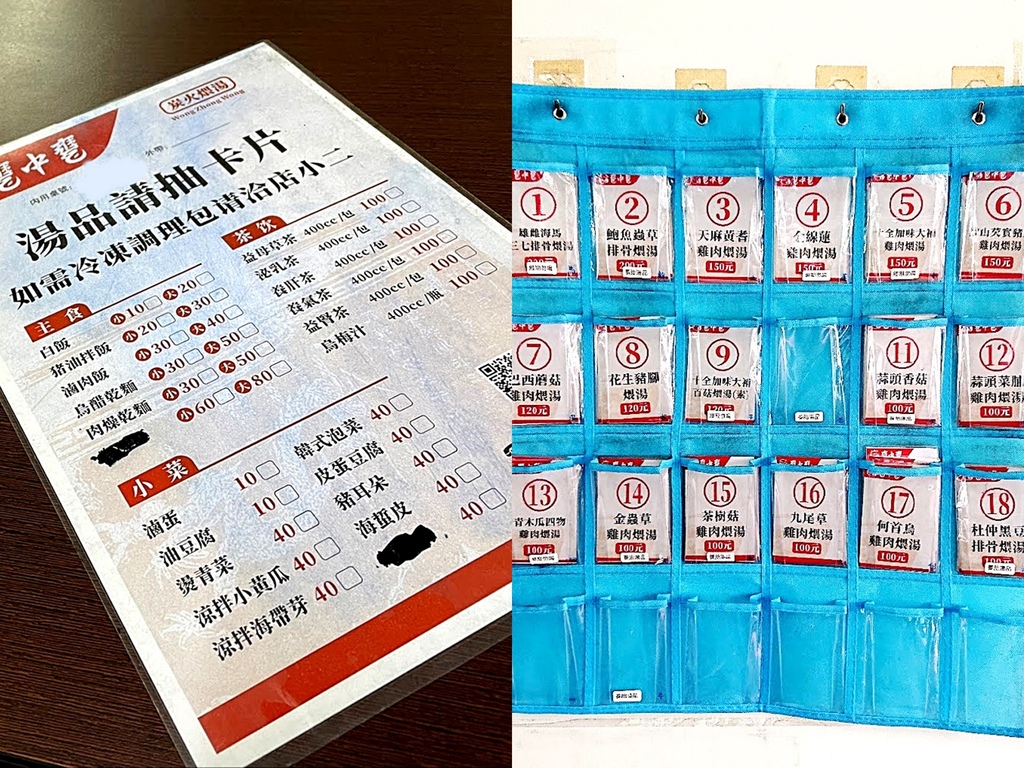 炭火煨湯
Wong Zhong Wong
甕中甕
內用桌號: 外帶:
湯品請抽卡片
如需冷凍調理包请洽店小二
主食
白飯 小10□ 大20□
豬油拌飯 小20□ 大30□
滷肉飯 小30□ 大40□
烏醋乾麵 小30□ 大50□
肉燥乾麵 小30□ 大50□
小60□ 大80□
茶饮
益母草茶 400cc/包 100□
泌乳茶 400cc/包 100□
養肝茶 400cc/包 100□
養氣茶 400cc/包 100□
益腎茶 400cc/包 100□
烏梅汁 400cc/瓶 100□
小菜
滷蛋 10□
油豆腐 10□
燙青菜 40□
涼拌小黃瓜 40□
涼拌海帶芽 40□
韓式泡菜 40□
皮蛋豆腐 40□
豬耳朵 40□
海蜇皮 40□
①
雄雌海馬
三七排骨煨湯
②
鮑魚蟲草
排骨煨湯
200元
③
天麻黃耆
雞肉煨湯
150元
④
金線蓮
雞肉煨湯
150元
⑤
十全加味大補
雞肉煨湯
150元
⑥
雞肉煨湯
150元
⑦
巴西蘑菇
雞肉煨湯
120元
⑧
花生豬腳
煨湯
120元
⑨
十全加味大補
百菇煨湯(素)
120元
⑪
蒜頭香菇
雞肉煨湯
100元
⑫
蒜頭菜脯
雞肉煨湯
100元
⑬
青木瓜四物
雞肉煨湯
100元
⑭
金蟲草
雞肉煨湯
100元
⑮
茶樹菇
雞肉煨湯
100元
⑯
九尾草
雞肉煨湯
100元
⑰
何首烏
雞肉煨湯
100元
⑱
杜仲黑豆
排骨煨湯
100元